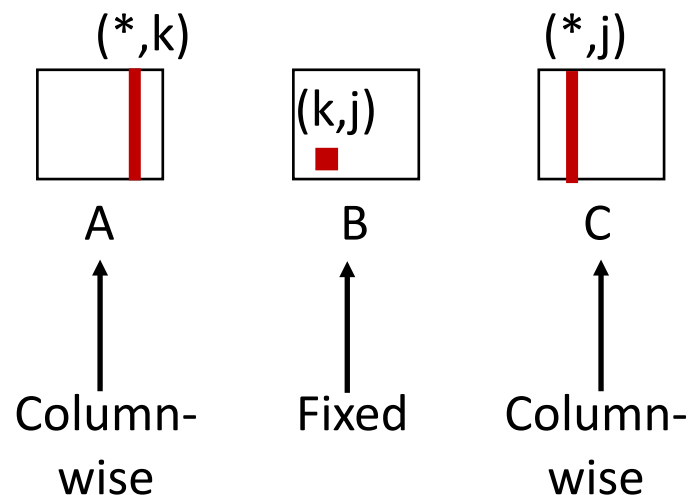 (*,k)
(k,j)
(*,j)
A
B
C
Column-
wise
Fixed
Column-
wise